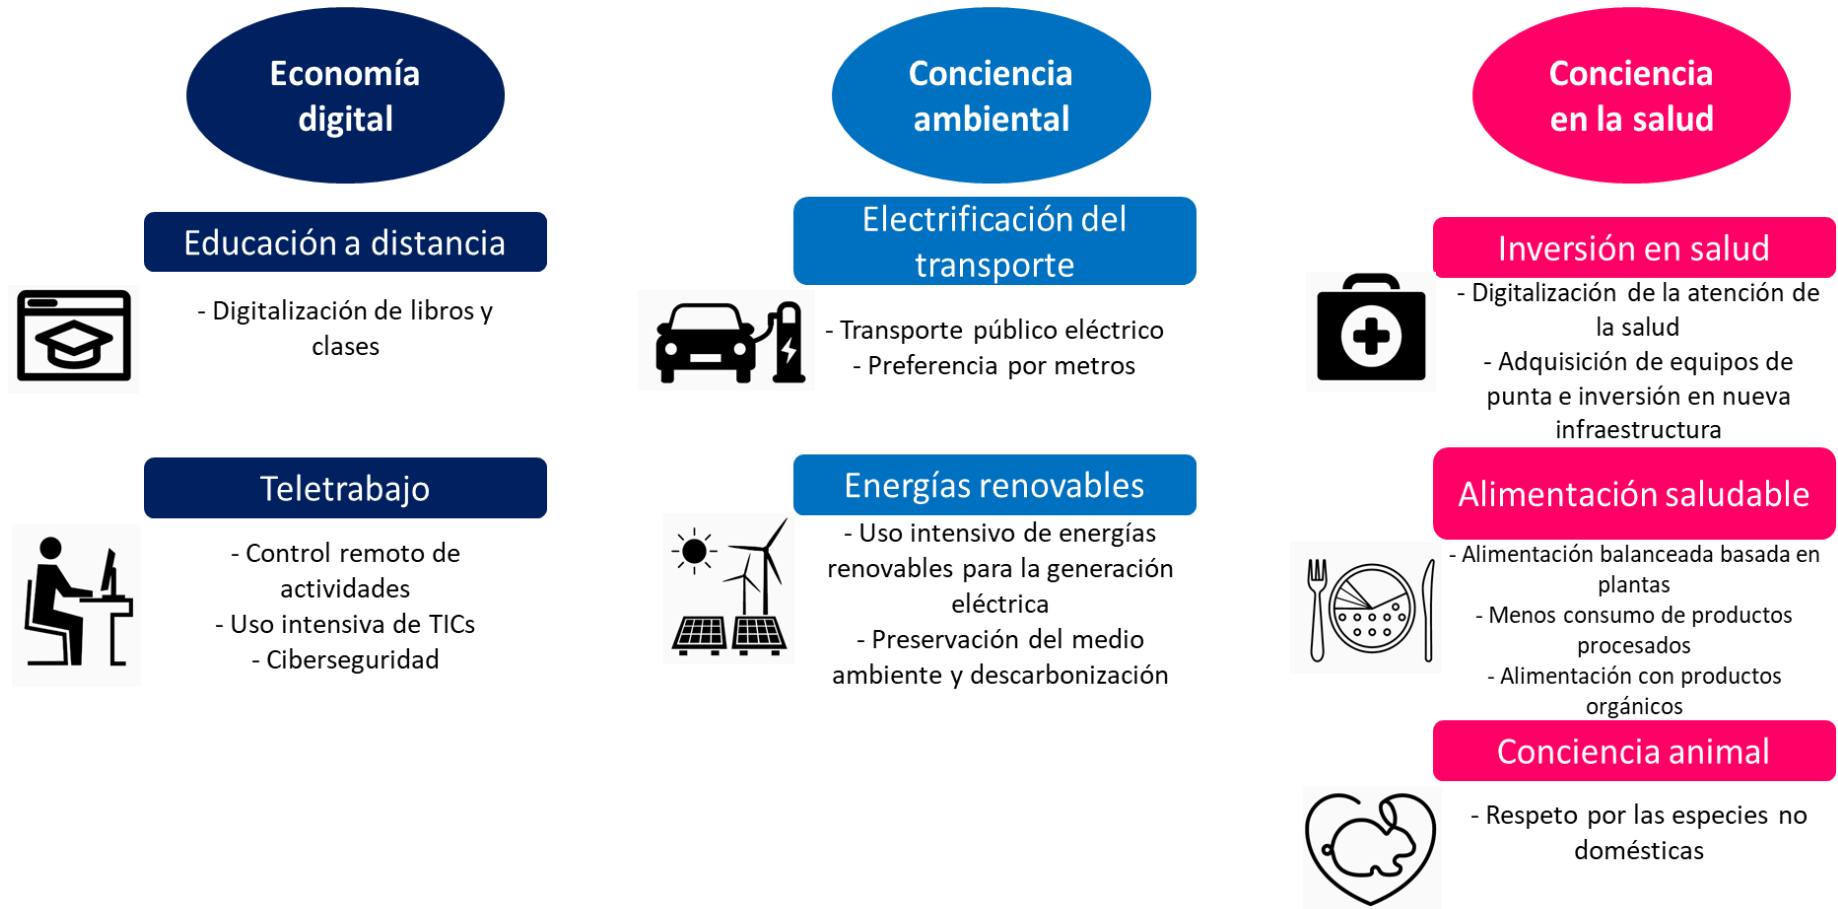 Economía
digital
Educación a distancia
- Digitalización de libros y
clases
Teletrabajo
- Control remoto de
actividades
- Uso intensiva de TICs
- Ciberseguridad
Conciencia
ambiental
Electrificación del
transporte
- Transporte público eléctrico
- Preferencia por metros
Energías renovables
- Uso intensivo de energías
renovables para la generación
eléctrica
- Preservación del medio
ambiente y descarbonización
Conciencia
en la salud
Inversión en salud
- Digitalización de la atención de
la salud
- Adquisición de equipos de
punta e inversión en nueva
infraestructura
Alimentación saludable
- Alimentación balanceada basada en
plantas
- Menos consumo de productos
procesados
- Alimentación con productos
orgánicos
Conciencia animal
- Respeto por las especies no
domésticas